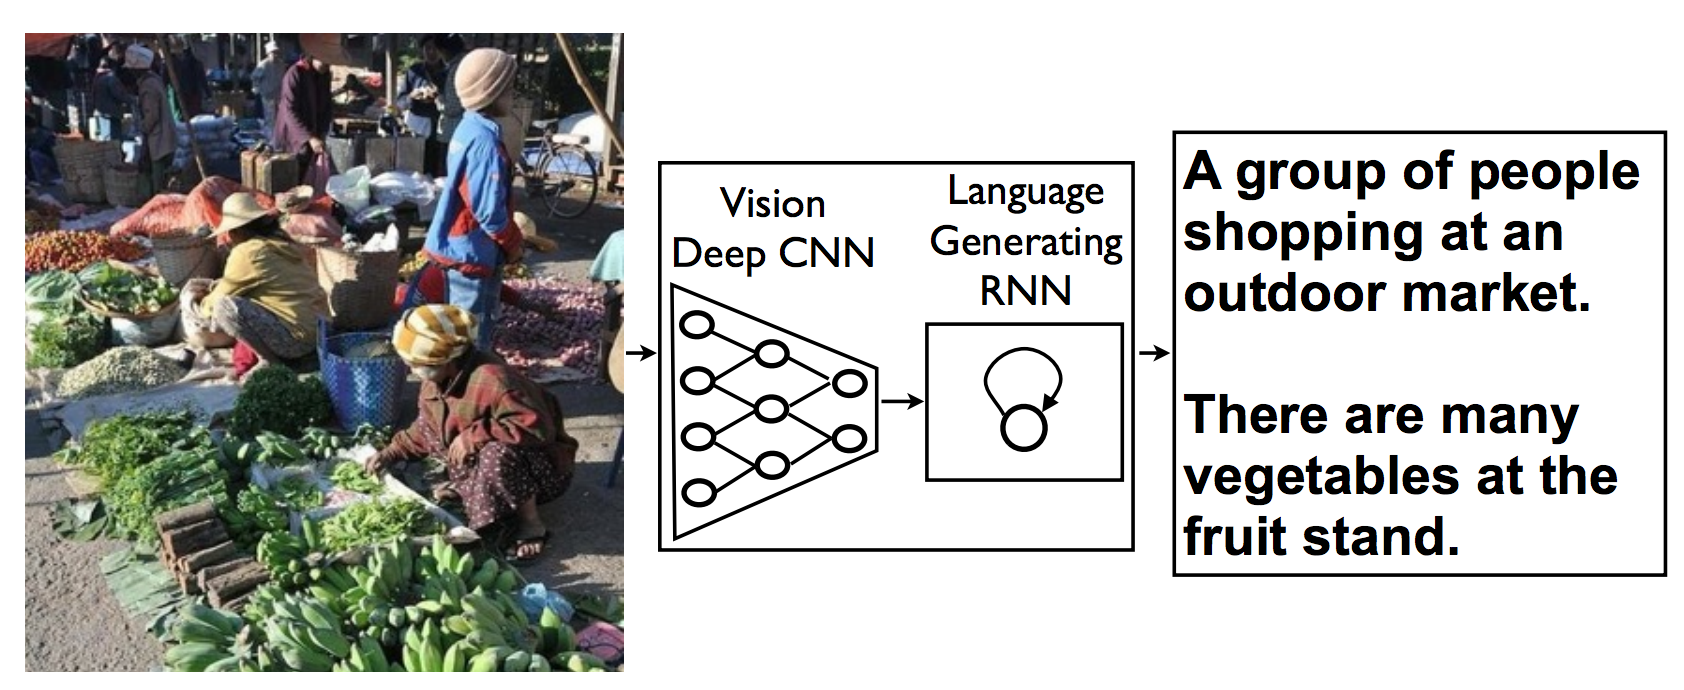 Vision
Deep CNN
Language
Generating
RNN
A group of people
shopping at an
outdoor market.
There are many
vegetables at the
fruit stand.